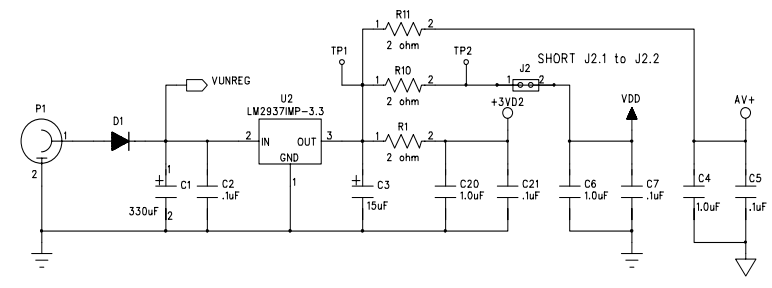 R11
1 2
2 ohm
TP1
TP2
SHORT J2.1 to J2.2
R10
1 2
2 ohm
J2
1 2
VUNREG
U2
LM2937IMP-3.3
+3VD2
VDD
AV+
P1
1
2
D1
2 IN OUT 3
GND
1
R1
1 2
2 ohm
1
+
C1
330uF
2
C2
.1uF
+
C3
15uF
C20
1.0uF
C21
.1uF
C6
1.0uF
C7
.1uF
C4
1.0uF
C5
.1uF